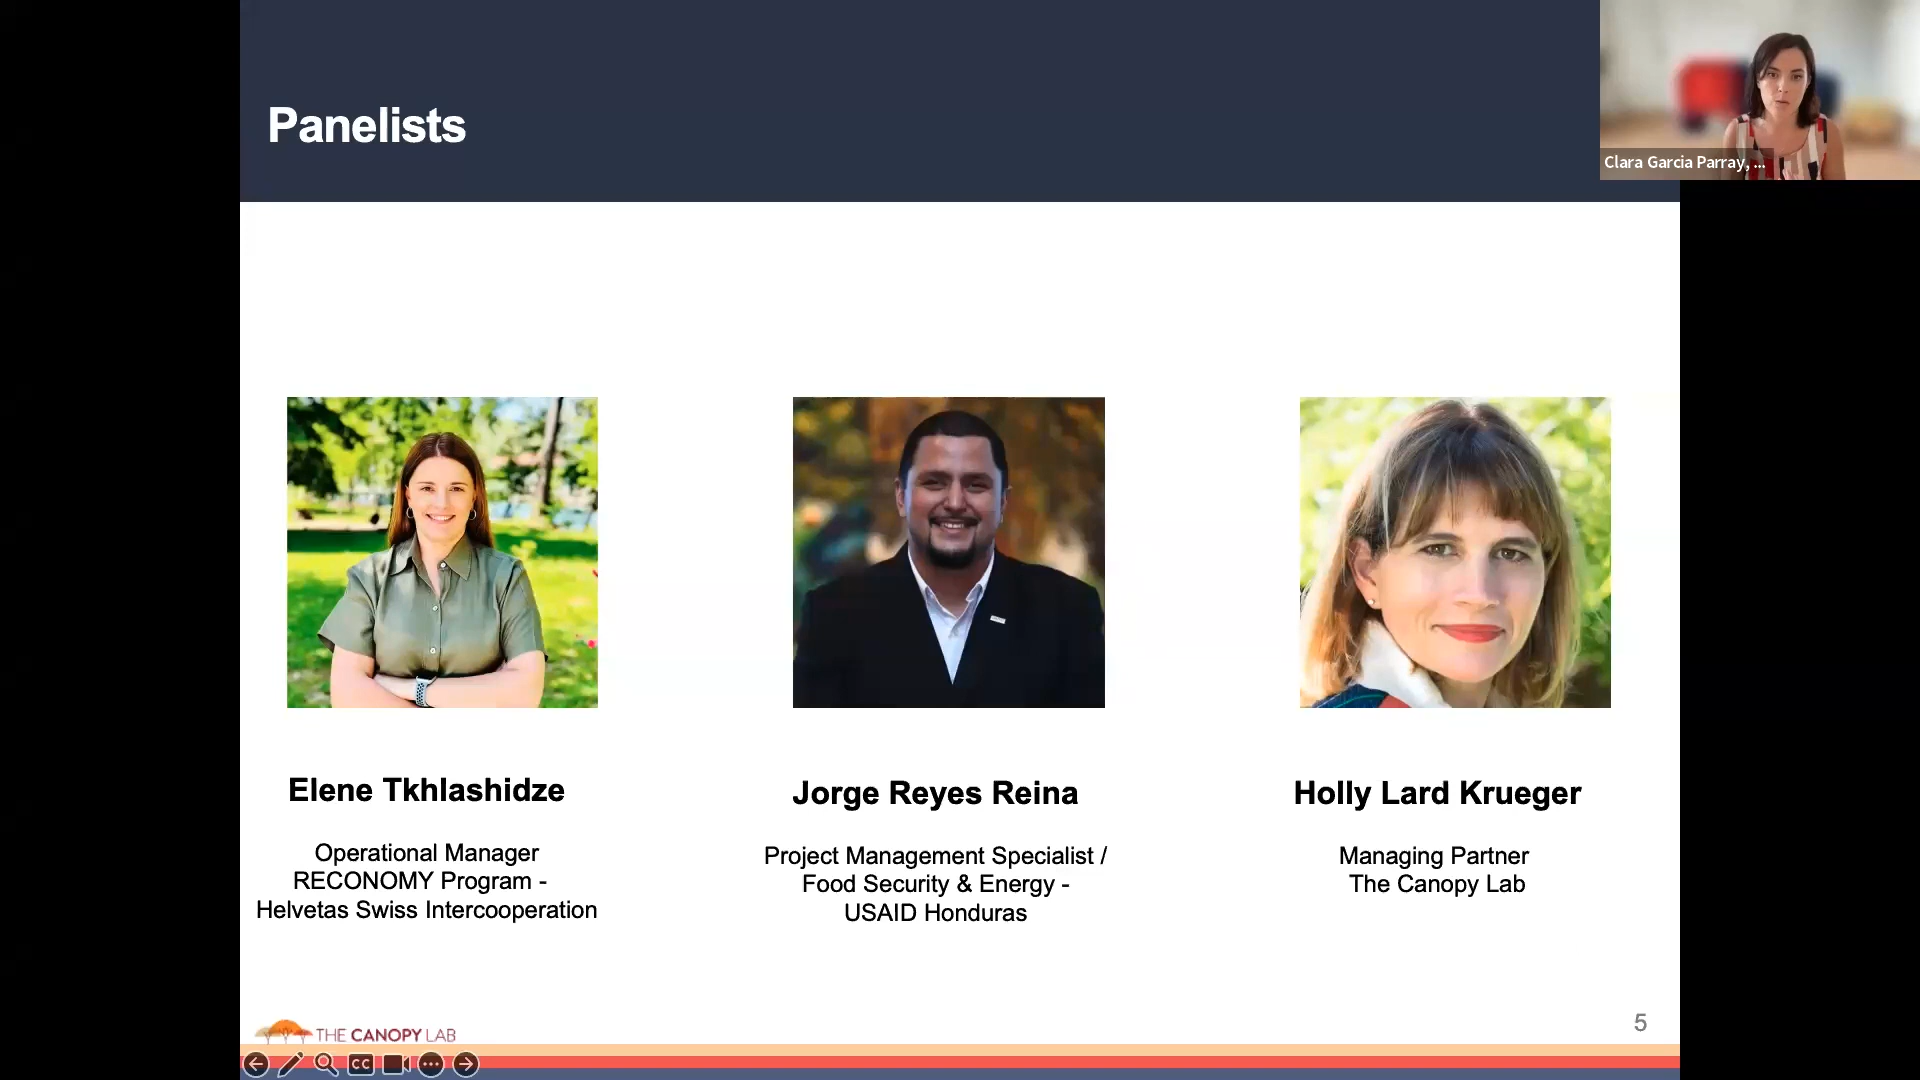 Panelists
Clara Garcia Parray, ...
Elene Tkhlashidze
Operational Manager
RECONOMY Program -
Helvetas Swiss Intercooperation
Jorge Reyes Reina
Project Management Specialist /
Food Security & Energy -
USAID Honduras
Holly Lard Krueger
Managing Partner
The Canopy Lab
THE CANOPY LAB
5
CC